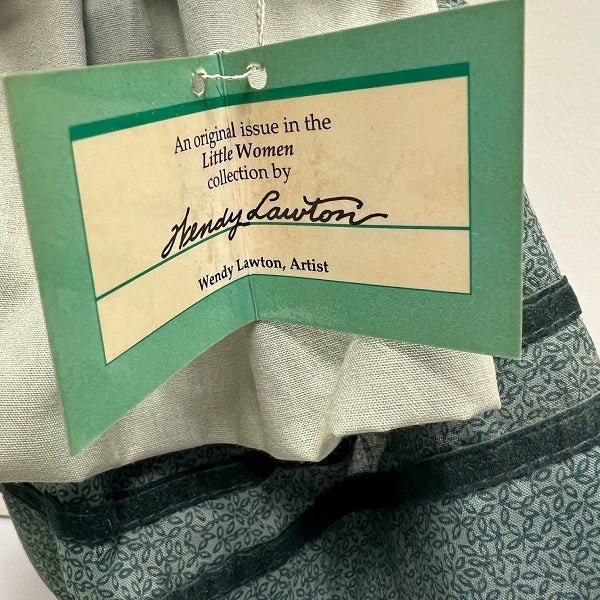 An original issue in the
Little Women
collection by
Wendy Lawton
Wendy Lawton, Artist